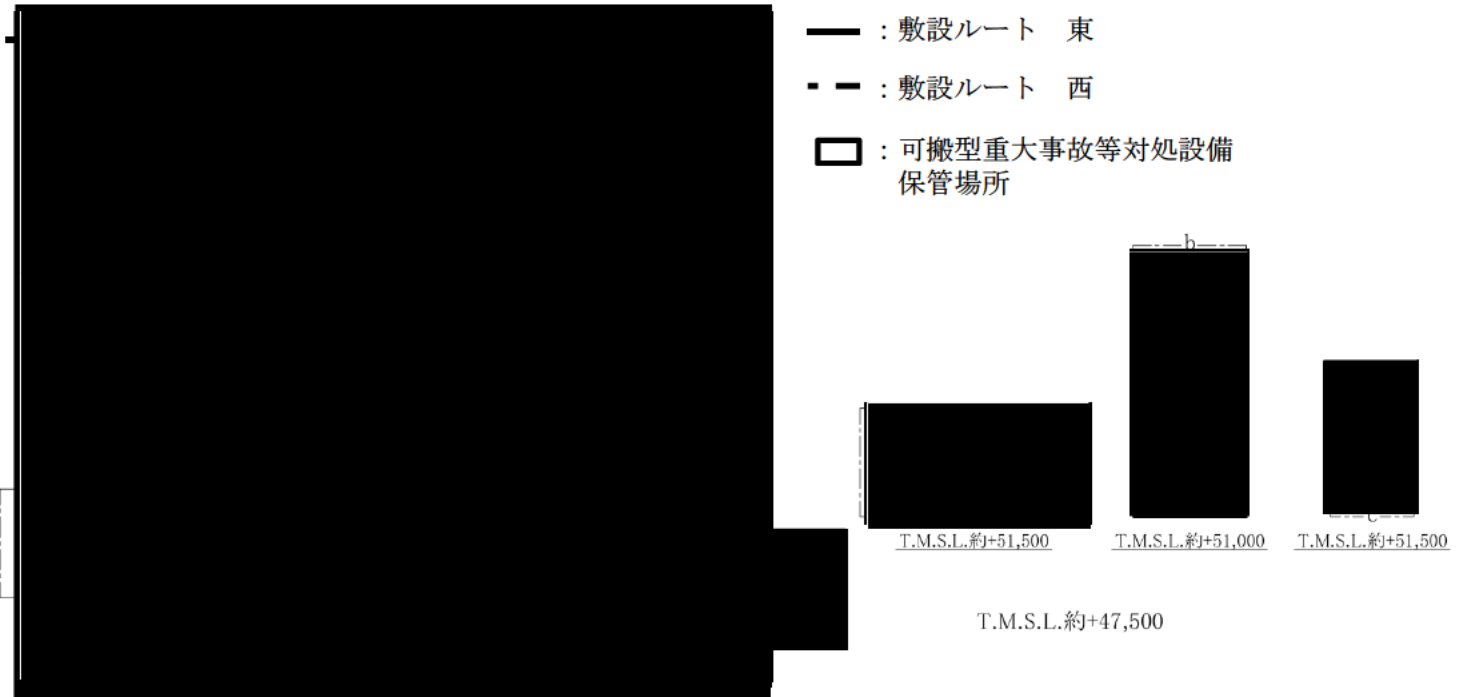 ：敷設ルート　東
：敷設ルート　西
：可搬型重大事故等対処設備
保管場所
b
c
T.M.S.L.約+51,500
T.M.S.L.約+51,000
T.M.S.L.約+51,500
T.M.S.L.約+47,500